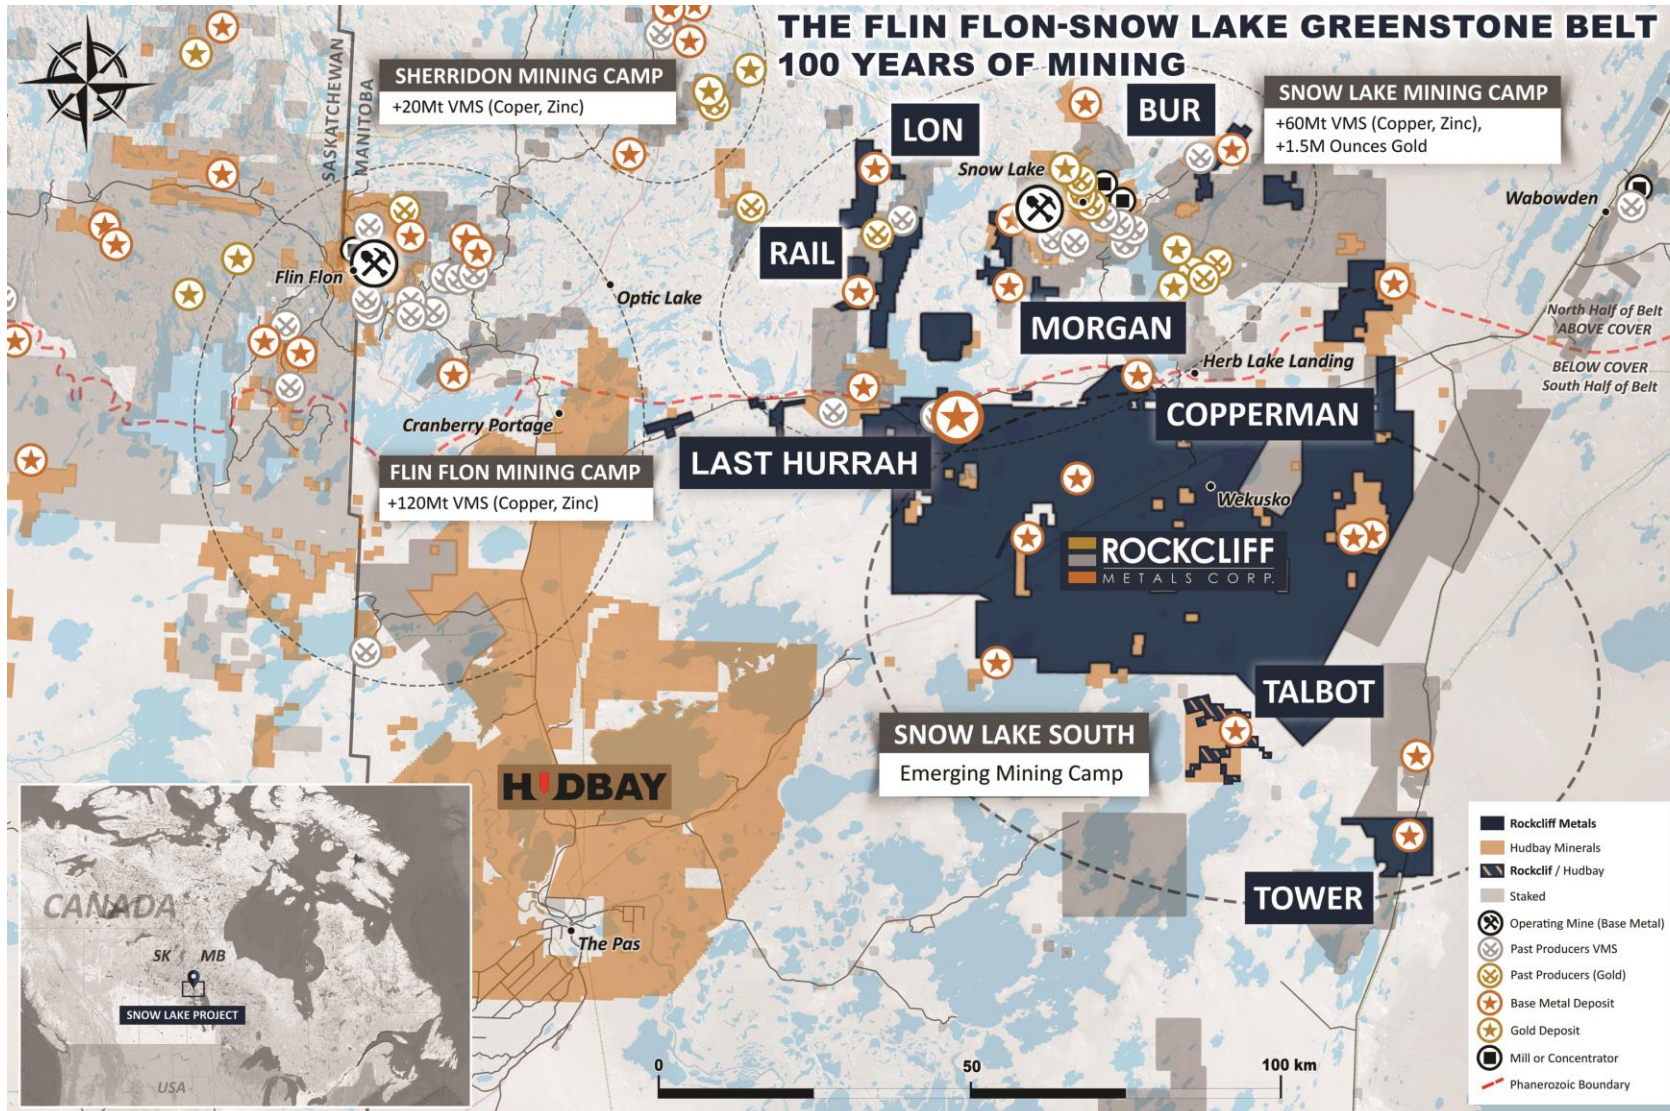 THE FLIN FLON-SNOW LAKE GREENSTONE BELT
100 YEARS OF MINING
SASKATCHEWAN
MANITOBA
SHERRIDON MINING CAMP
+20Mt VMS (Coper, Zinc)
SNOW LAKE MINING CAMP
+60Mt VMS (Copper, Zinc),
+1.5M Ounces Gold
LON
BUR
Snow Lake
Wabowden
RAIL
Flin Flon
Optic Lake
MORGAN
North Half of Belt
ABOVE COVER
BELOW COVER
South Half of Belt
Herb Lake Landing
COPPERMAN
Cranberry Portage
LAST HURRAH
FLIN FLON MINING CAMP
+120Mt VMS (Copper, Zinc)
Wekusko
ROCKCLIFF
METALS CORP.
TALBOT
SNOW LAKE SOUTH
Emerging Mining Camp
HUDBAY
TOWER
The Pas
CANADA
SK
MB
SNOW LAKE PROJECT
USA
0
50
100 km
Rockcliff Metals
Hudbay Minerals
Rockclif / Hudbay
Staked
Operating Mine (Base Metal)
Past Producers VMS
Past Producers (Gold)
Base Metal Deposit
Gold Deposit
Mill or Concentrator
Phanerozoic Boundary